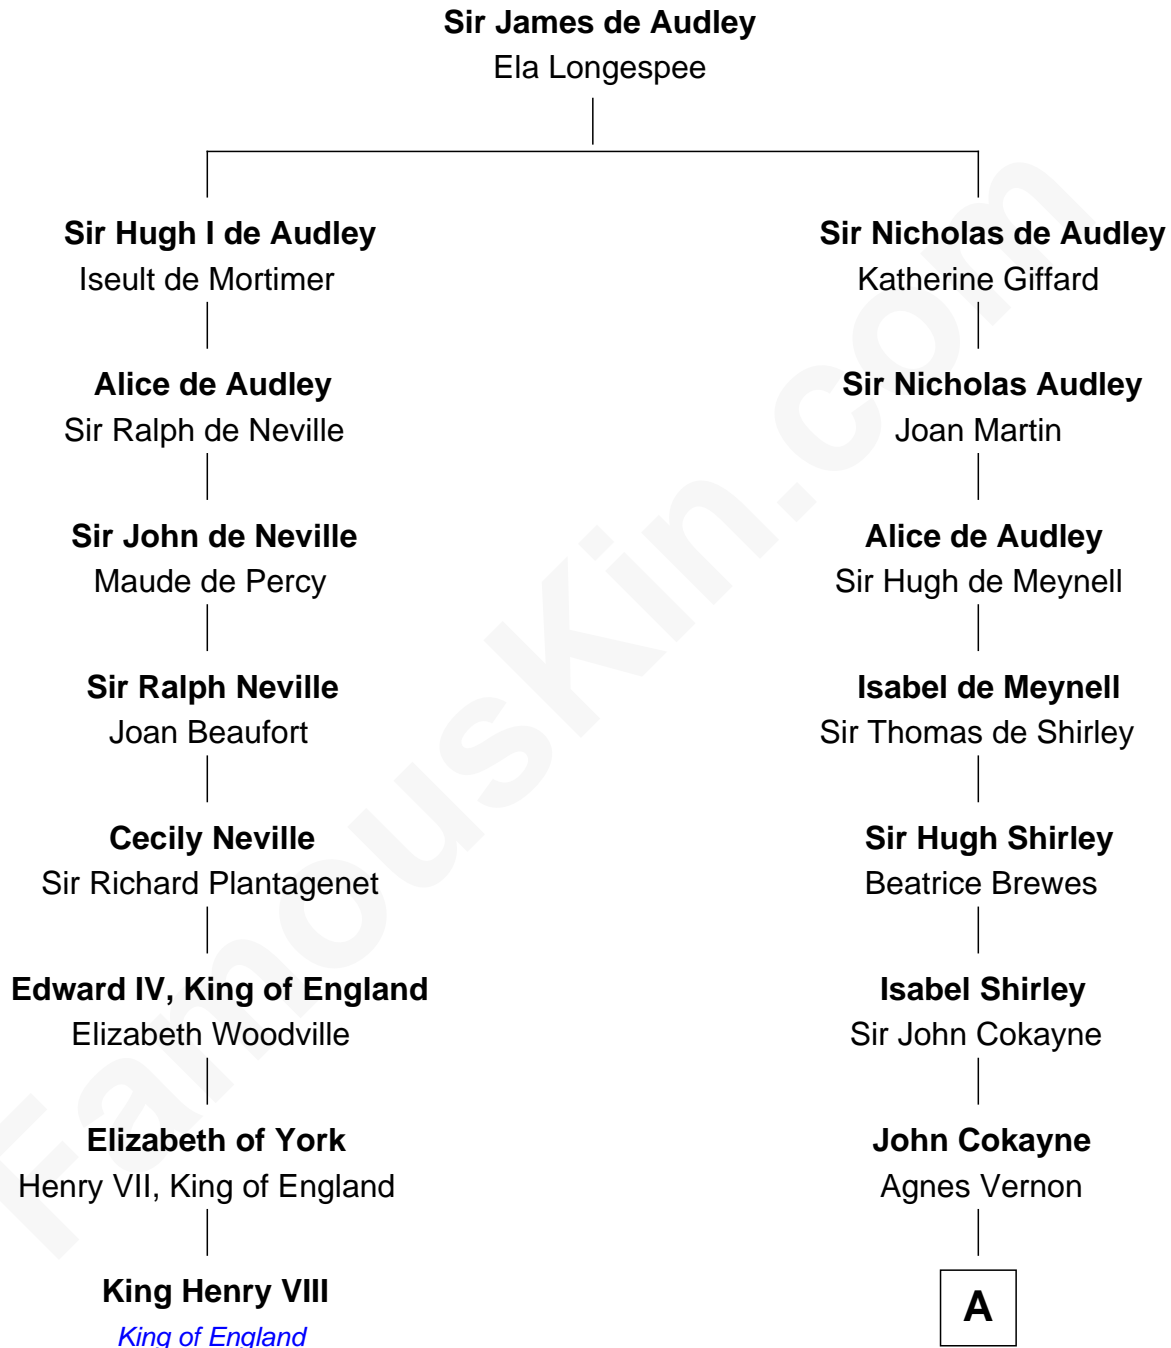 Sir James de Audley
Ela Longespee
Sir Hugh I de Audley
Iseult de Mortimer
Sir Nicholas de Audley
Katherine Giffard
Alice de Audley
Sir Ralph de Neville
Sir Nicholas Audley
Joan Martin
Sir John de Neville
Maude de Percy
Alice de Audley
Sir Hugh de Meynell
Sir Ralph Neville
Joan Beaufort
Isabel de Meynell
Sir Thomas de Shirley
Cecily Neville
Sir Richard Plantagenet
Sir Hugh Shirley
Beatrice Brewes
Edward IV, King of England
Elizabeth Woodville
Isabel Shirley
Sir John Cokayne
Elizabeth of York
Henry VII, King of England
John Cokayne
Agnes Vernon
King Henry VIII
King of England
A
FamousKin.com